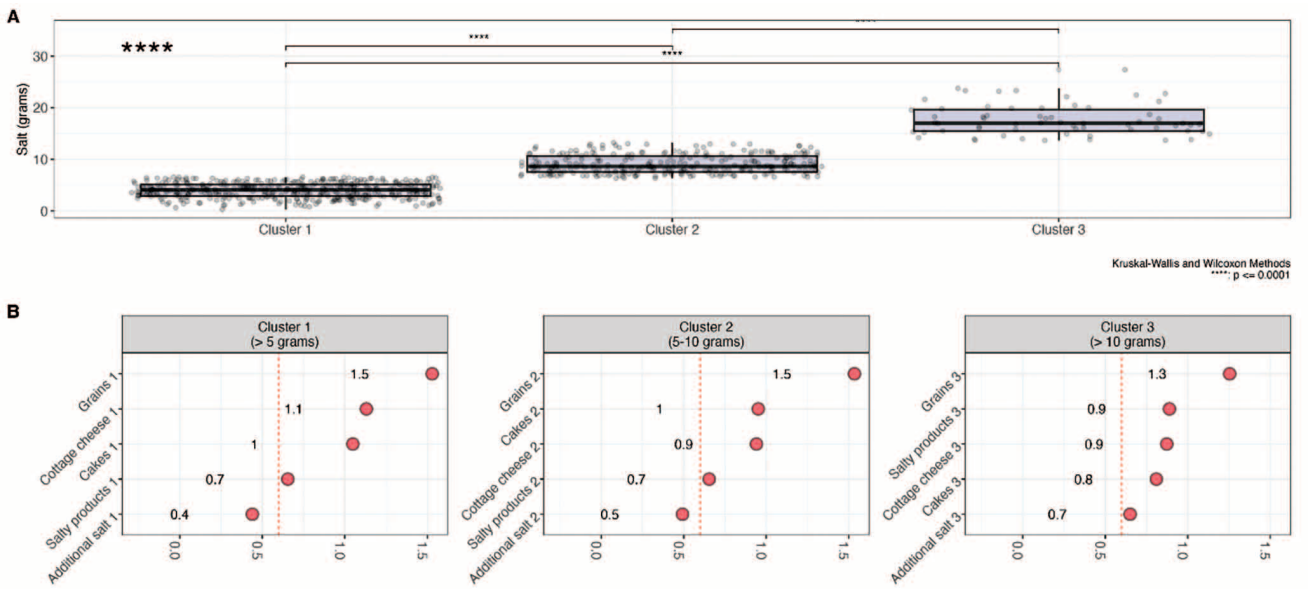 A
****
****
****
****
Salt (grams)
30
20
10
0
Cluster 1
Cluster 2
Cluster 3
Kruskal-Wallis and Wilcoxon Methods
****: p <= 0.0001
B
Cluster 1
(> 5 grams)
Grains 1
1.5
Cottage cheese 1
1.1
Cakes 1
1
Salty products 1
0.7
Additional salt 1
0.4
0.0
0.5
1.0
1.5
Cluster 2
(5-10 grams)
Grains 2
1.5
Cakes 2
1
Cottage cheese 2
0.9
Salty products 2
0.7
Additional salt 2
0.5
0.0
0.5
1.0
1.5
Cluster 3
(> 10 grams)
Grains 3
1.3
Salty products 3
0.9
Cottage cheese 3
0.9
Cakes 3
0.8
Additional salt 3
0.7
0.0
0.5
1.0
1.5